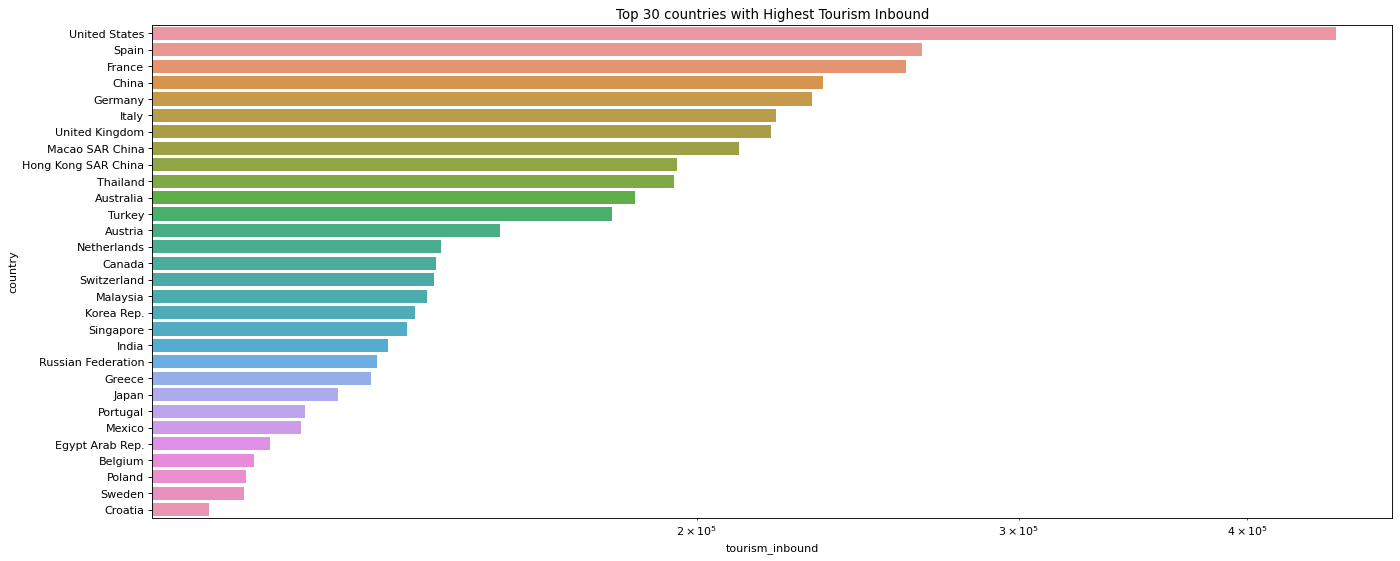 Top 30 countries with Highest Tourism Inbound
country
United States
Spain
France
China
Germany
Italy
United Kingdom
Macao SAR China
Hong Kong SAR China
Thailand
Australia
Turkey
Austria
Netherlands
Canada
Switzerland
Malaysia
Korea Rep.
Singapore
India
Russian Federation
Greece
Japan
Portugal
Mexico
Egypt Arab Rep.
Belgium
Poland
Sweden
Croatia
2 × 10⁵ 3 × 10⁵ 4 × 10⁵
tourism_inbound